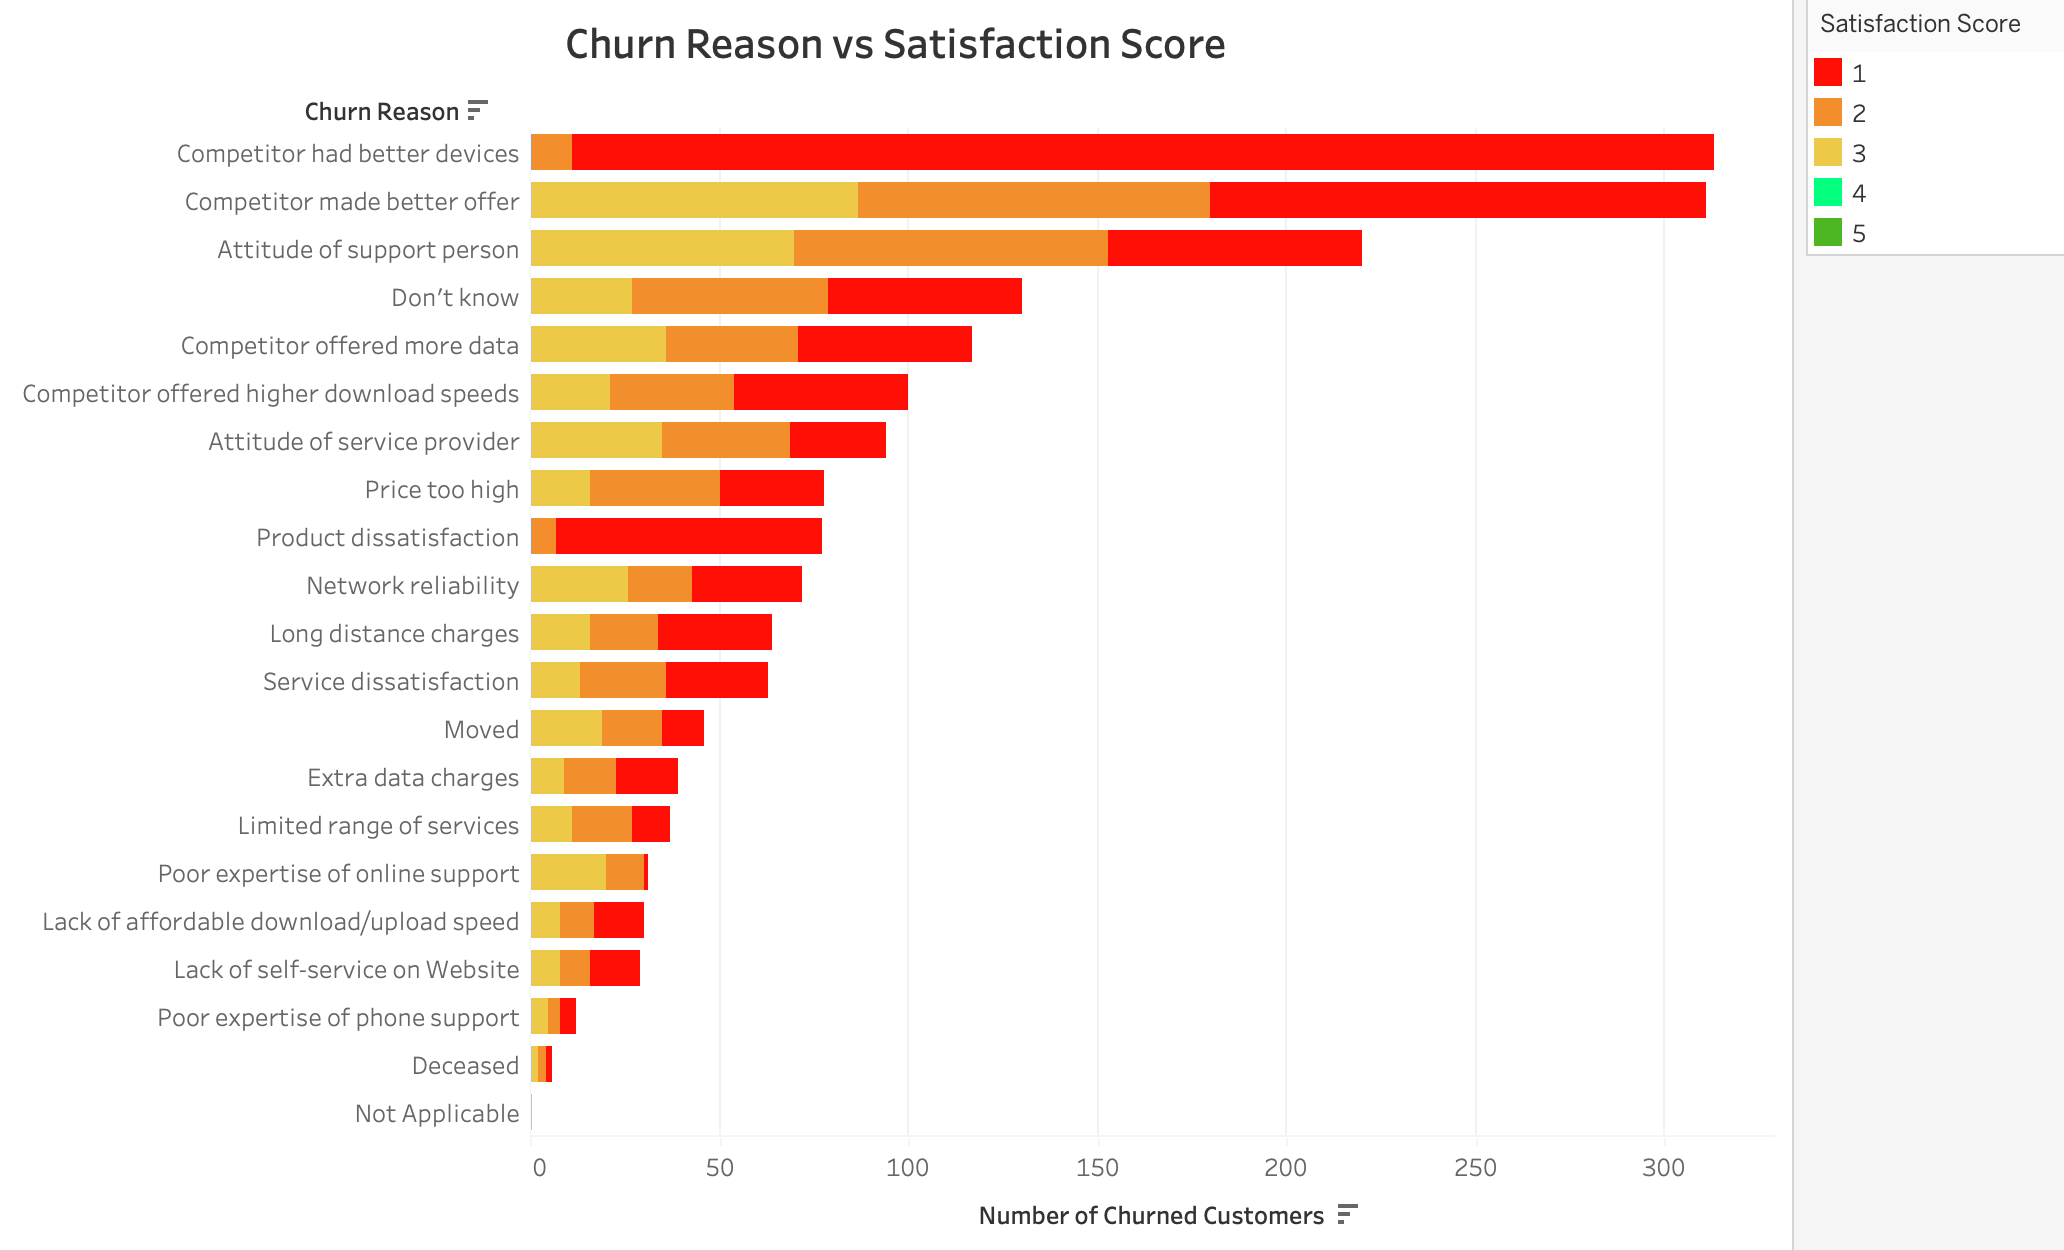 Churn Reason vs Satisfaction Score
Satisfaction Score
1
2
3
4
5
Churn Reason
Competitor had better devices
Competitor made better offer
Attitude of support person
Don’t know
Competitor offered more data
Competitor offered higher download speeds
Attitude of service provider
Price too high
Product dissatisfaction
Network reliability
Long distance charges
Service dissatisfaction
Moved
Extra data charges
Limited range of services
Poor expertise of online support
Lack of affordable download/upload speed
Lack of self-service on Website
Poor expertise of phone support
Deceased
Not Applicable
0 50 100 150 200 250 300
Number of Churned Customers